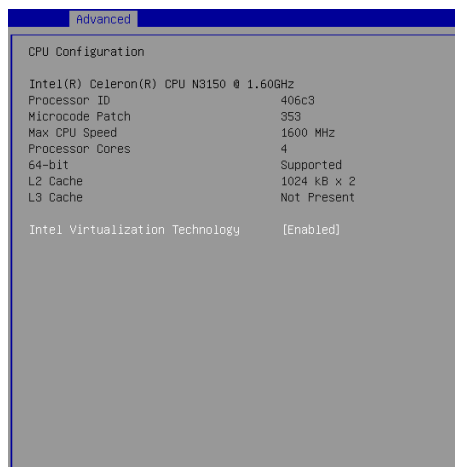 Advanced
CPU Configuration
Intel(R) Celeron(R) CPU N3150 @ 1.60GHz
Processor ID 406c3
Microcode Patch 353
Max CPU Speed 1600 MHz
Processor Cores 4
64-bit Supported
L2 Cache 1024 kB x 2
L3 Cache Not Present
Intel Virtualization Technology [Enabled]